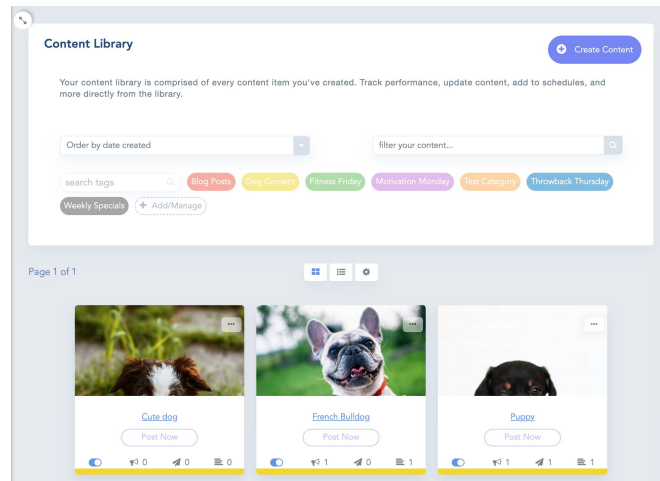 Content Library
Create Content
Your content library is comprised of every content item you've created. Track performance, update content, add to schedules, and
more directly from the library.
Order by date created
filter your content...
search tags
Blog Posts
Dog Content
Fitness Friday
Motivation Monday
Test Category
Throwback Thursday
Weekly Specials
+ Add/Manage
Page 1 of 1
Cute dog
French Bulldog
Puppy
Post Now
Post Now
Post Now
0 0 0
1 0 1
1 1 1